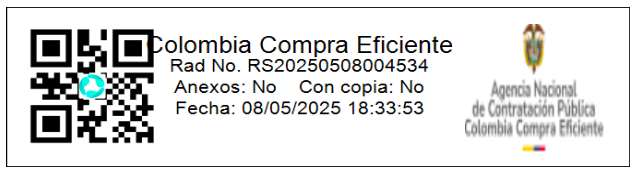 Colombia Compra Eficiente
Rad No. RS20250508004534
Anexos: No Con copia: No
Fecha: 08/05/2025 18:33:53
Agencia Nacional
de Contratación Pública
Colombia Compra Eficiente